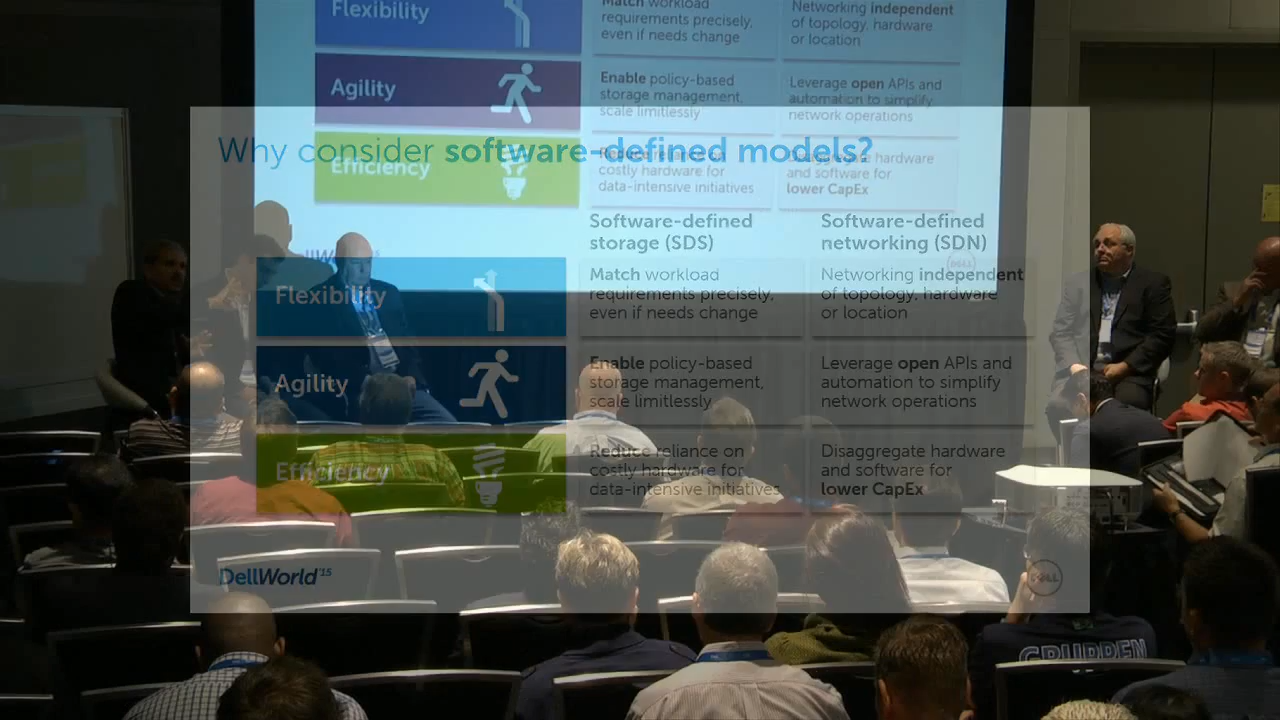 Flexibility
Match workload
requirements precisely,
even if needs change
Networking independent
of topology, hardware
or location
Agility
Enable policy-based
storage management,
scale limitlessly
Leverage open APIs and
automation to simplify
network operations
Efficiency
Reduce reliance on
costly hardware for
data-intensive initiatives
Disaggregate hardware
and software for
lower CapEx
DELL
Why consider software-defined models?
Software-defined
storage (SDS)
Software-defined
networking (SDN)
Flexibility
Match workload
requirements precisely,
even if needs change
Networking independent
of topology, hardware
or location
Agility
Enable policy-based
storage management,
scale limitlessly
Leverage open APIs and
automation to simplify
network operations
Efficiency
Reduce reliance on
costly hardware for
data-intensive initiatives
Disaggregate hardware
and software for
lower CapEx
DellWorld'15
DELL
GRUPPEN